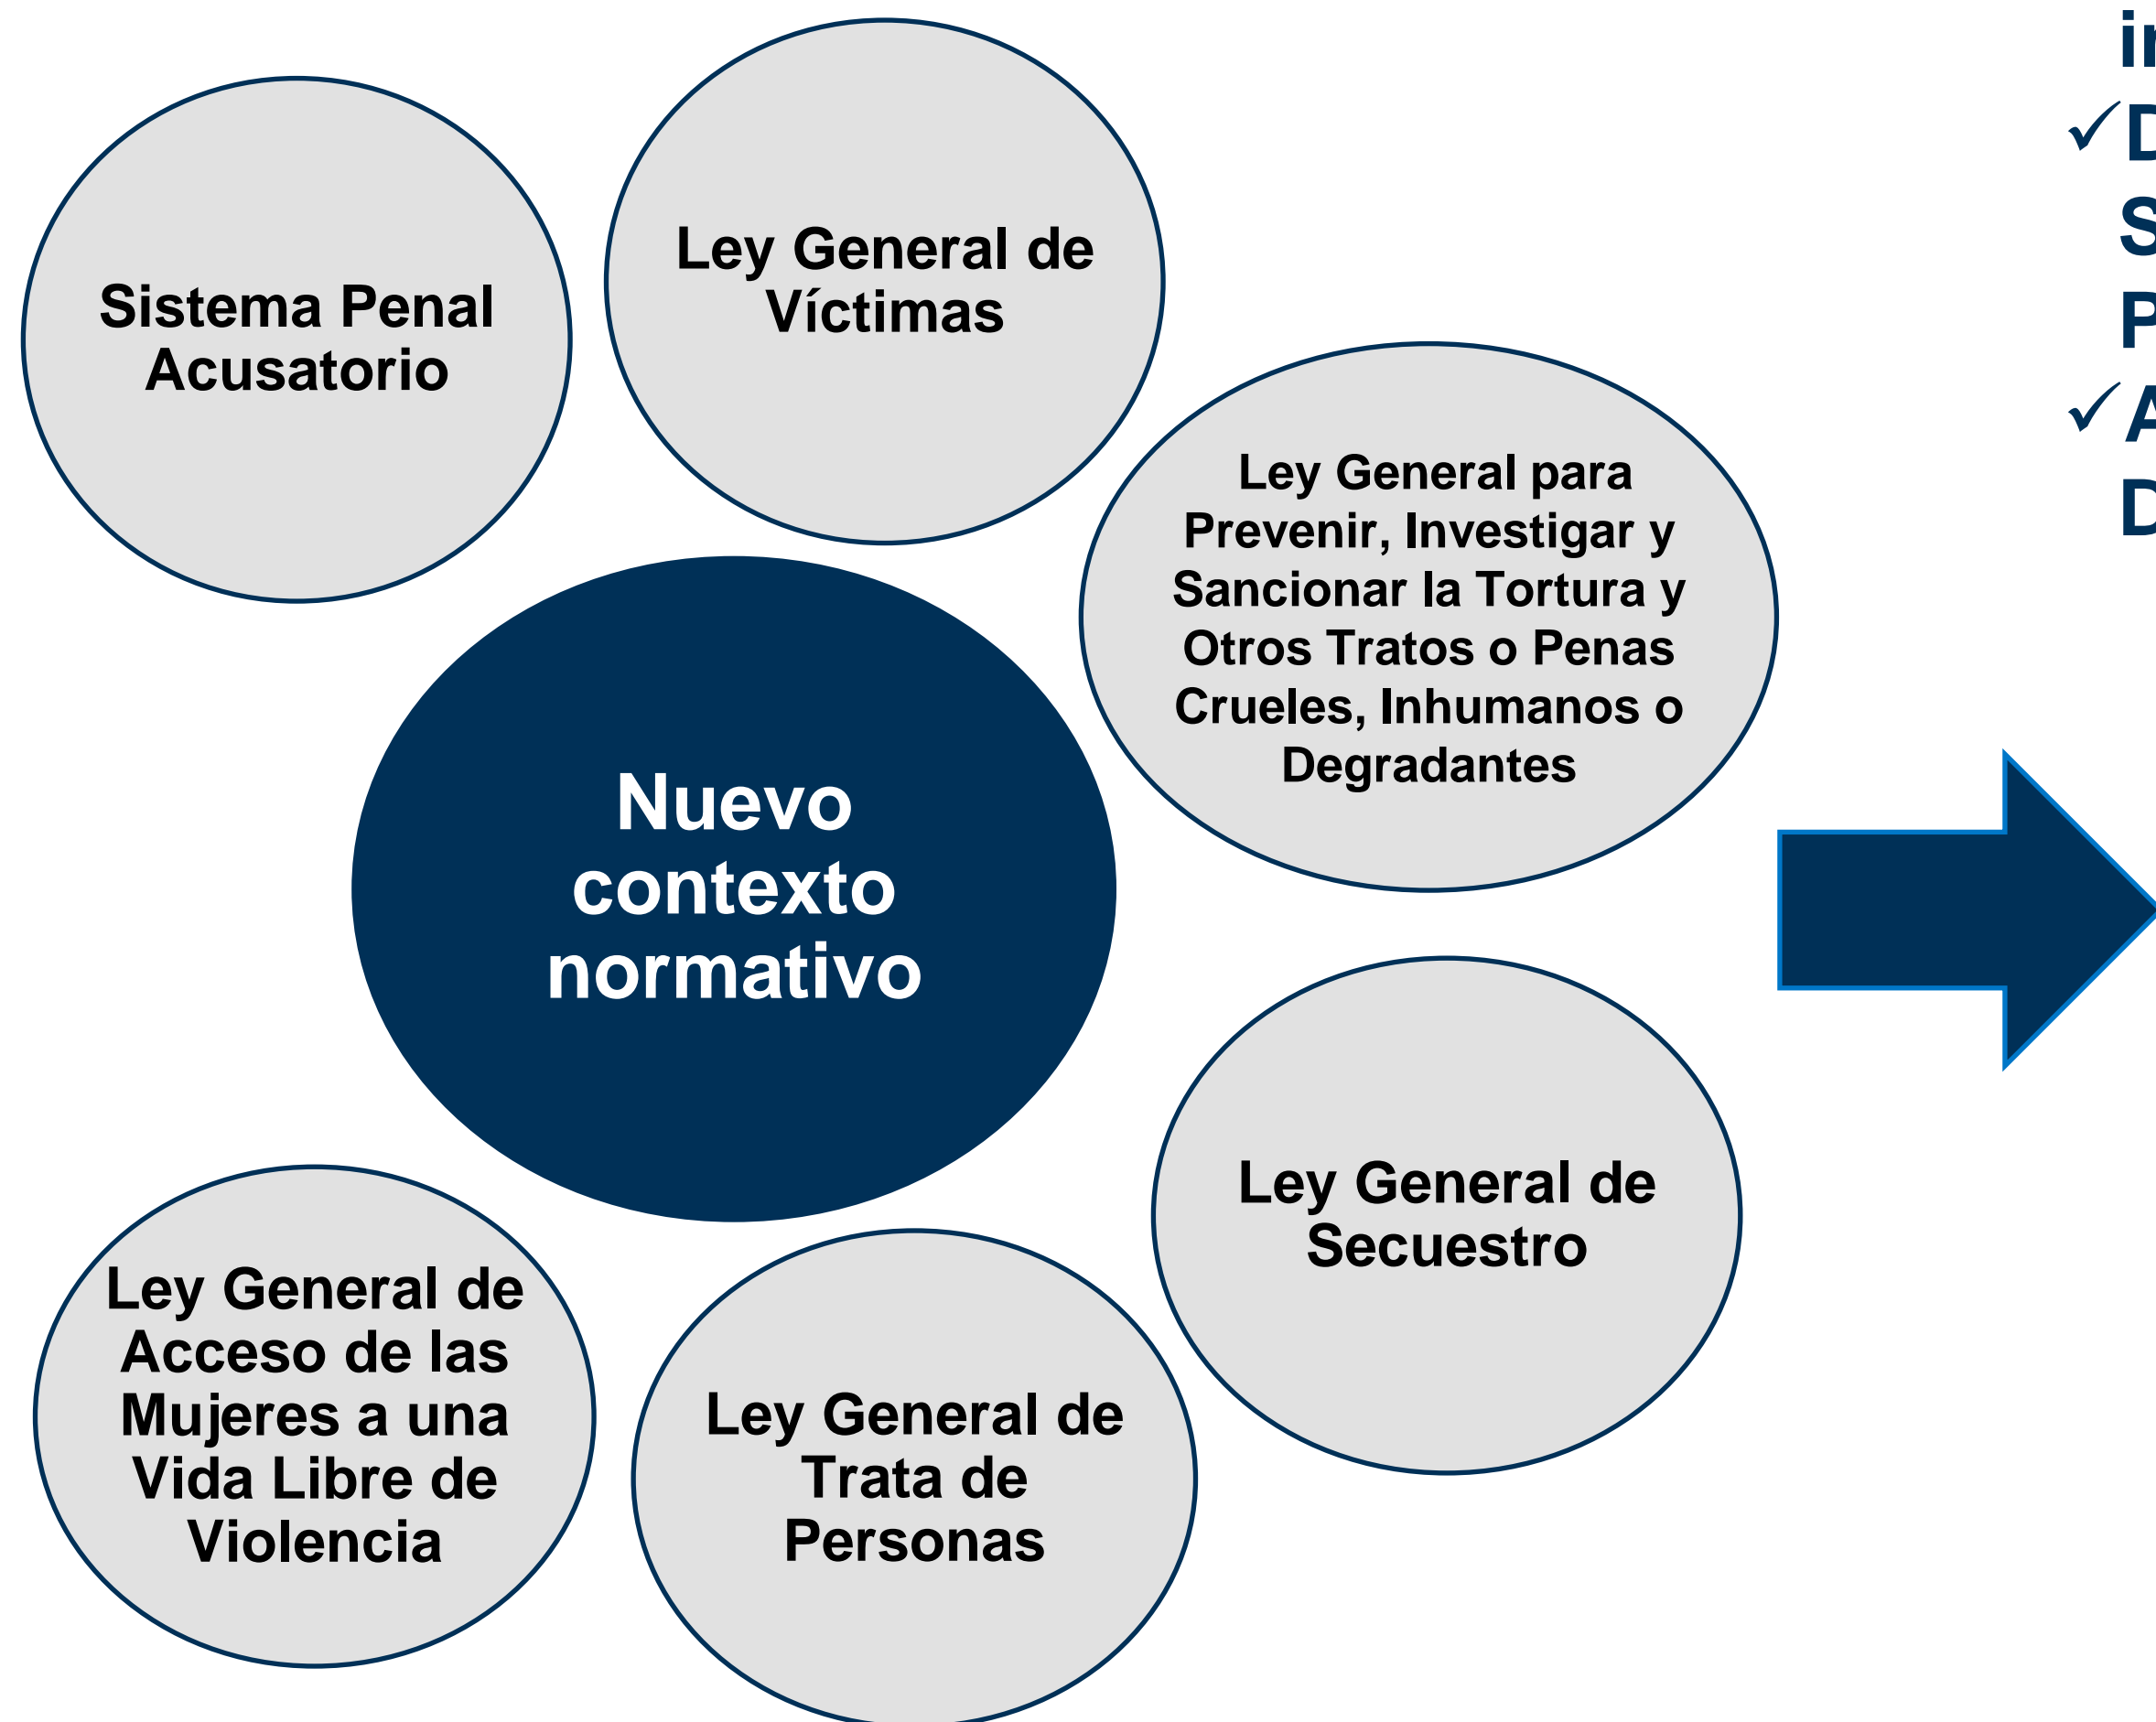 Sistema Penal
Acusatorio
Ley General de
Víctimas
Ley General para
Prevenir, Investigar y
Sancionar la Tortura y
Otros Tratos o Penas
Crueles, Inhumanos o
Degradantes
Nuevo
contexto
normativo
Ley General de
Secuestro
Ley General de
Acceso de las
Mujeres a una
Vida Libre de
Violencia
Ley General de
Trata de
Personas